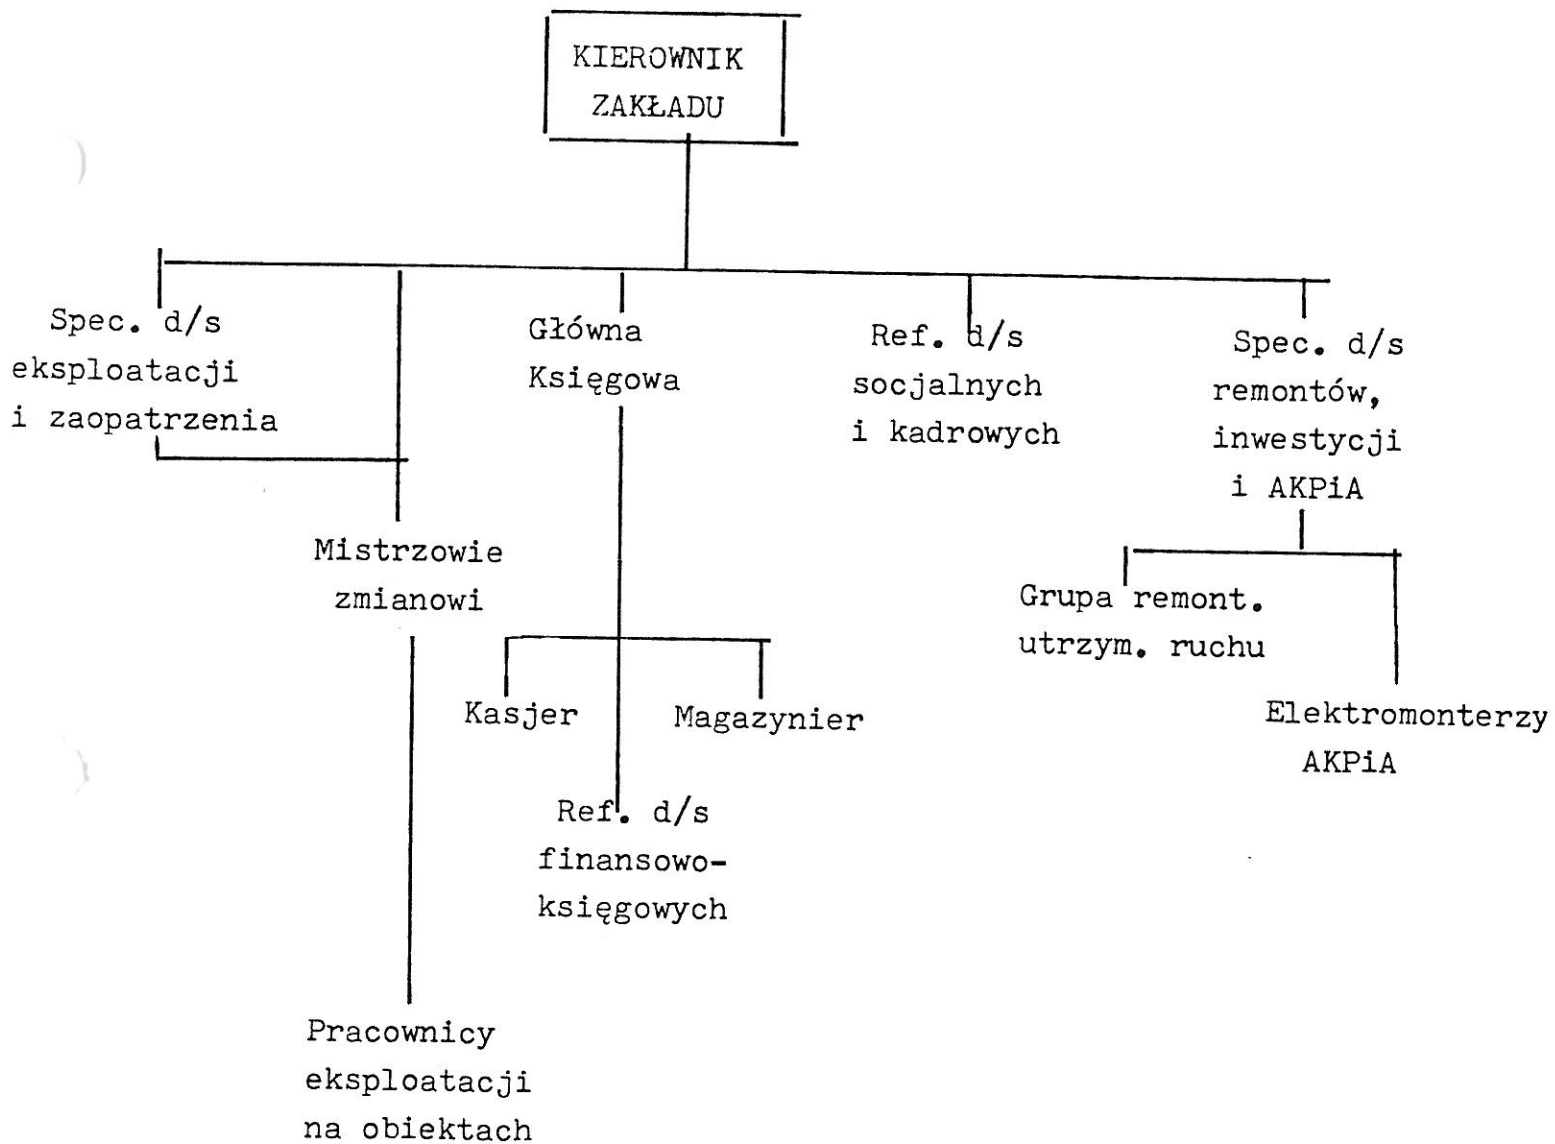 KIEROWNIK
ZAKŁADU
Spec. d/s
eksploatacji
i zaopatrzenia
Główna
Księgowa
Ref. d/s
socjalnych
i kadrowych
Spec. d/s
remontów,
inwestycji
i AKPiA
Mistrzowie
zmianowi
Grupa remont.
utrzym. ruchu
Kasjer
Magazynier
Elektromonterzy
AKPiA
Ref. d/s
finansowo-
księgowych
Pracownicy
eksploatacji
na obiektach